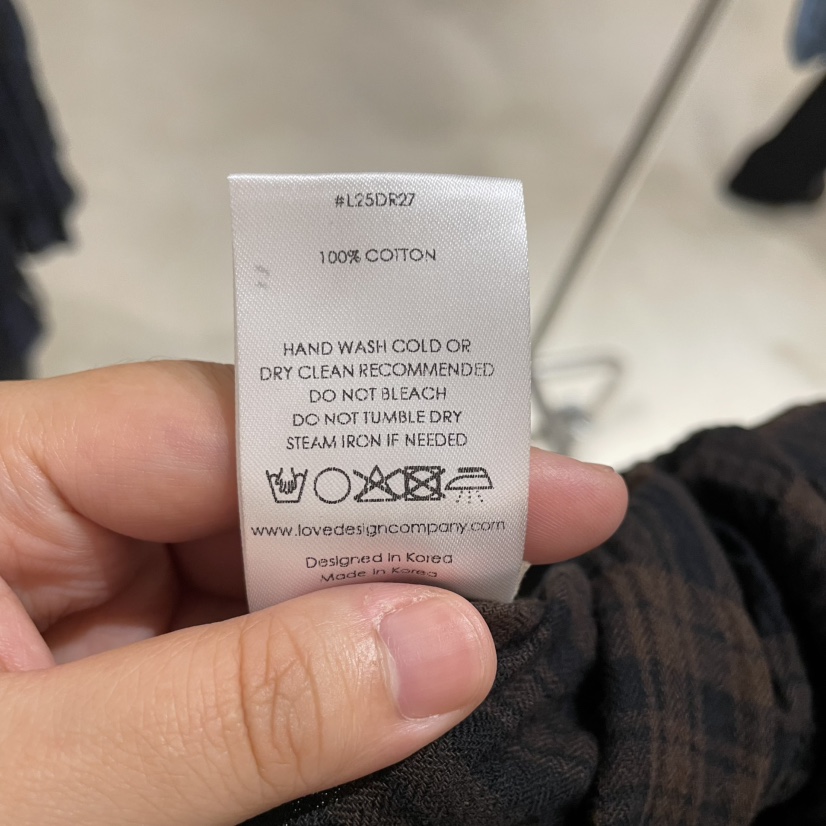 #L25DR27
100% COTTON
HAND WASH COLD OR
DRY CLEAN RECOMMENDED
DO NOT BLEACH
DO NOT TUMBLE DRY
STEAM IRON IF NEEDED
www.lovedesigncompany.com
Designed in Korea
Made in Korea